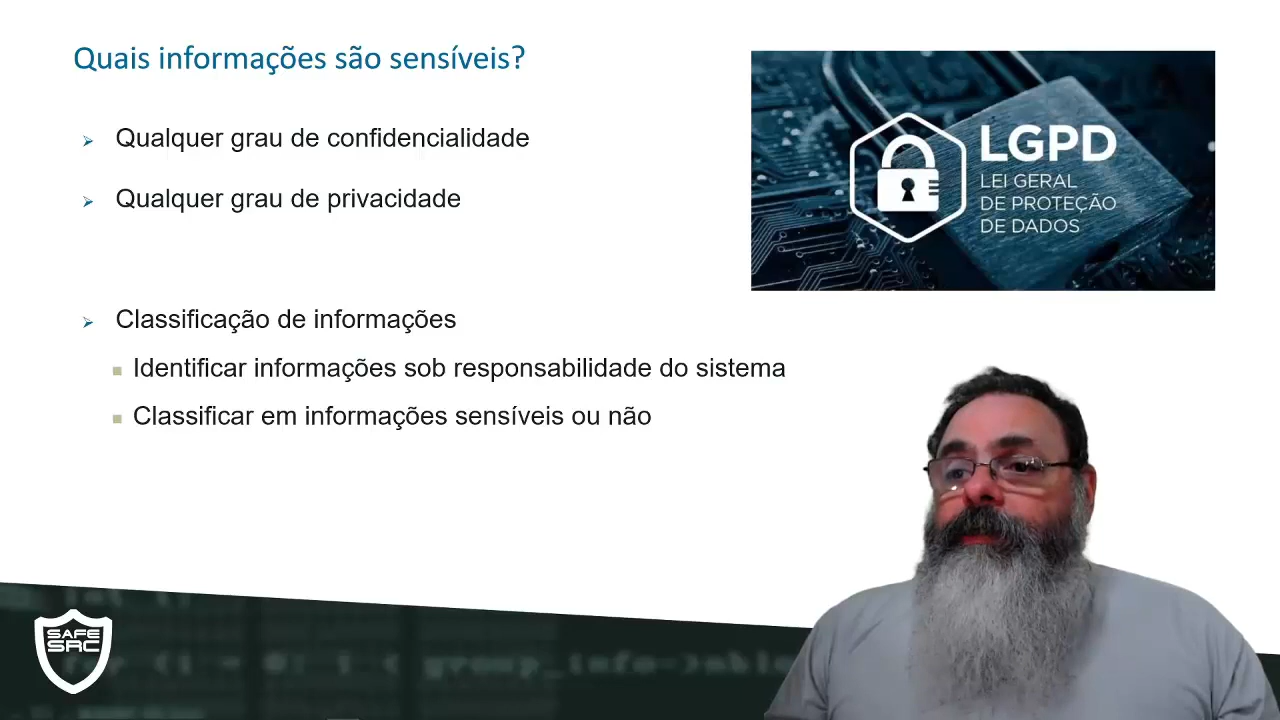 Quais informações são sensíveis?
Qualquer grau de confidencialidade
Qualquer grau de privacidade
LGPD
LEI GERAL
DE PROTEÇÃO
DE DADOS
Classificação de informações
Identificar informações sob responsabilidade do sistema
Classificar em informações sensíveis ou não
SAFE
SRC